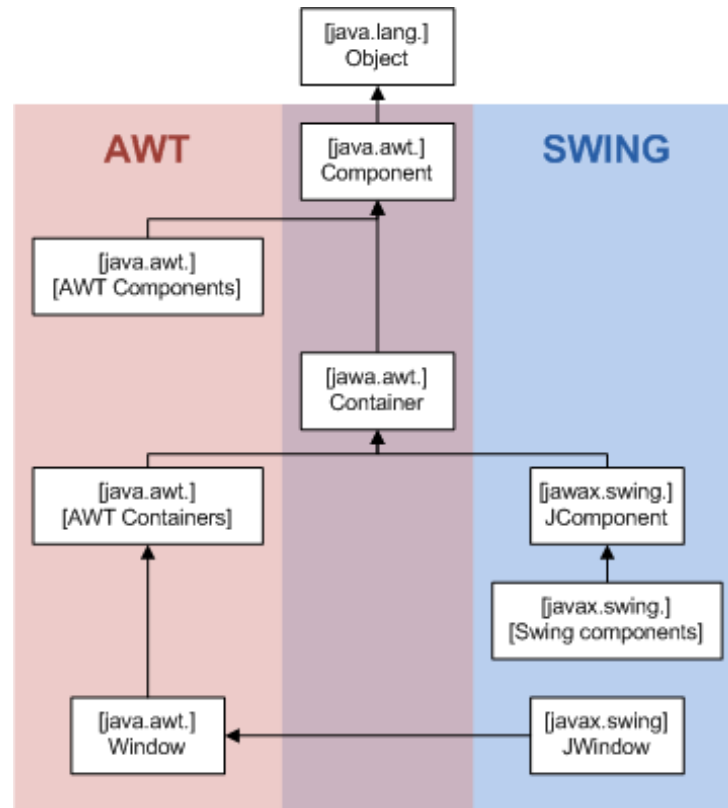 [java.lang.]
Object
AWT
[java.awt.]
Component
SWING
[java.awt.]
[AWT Components]
[jawa.awt.]
Container
[java.awt.]
[AWT Containers]
[jawax.swing.]
JComponent
[javax.swing.]
[Swing components]
[java.awt.]
Window
[javax.swing]
JWindow